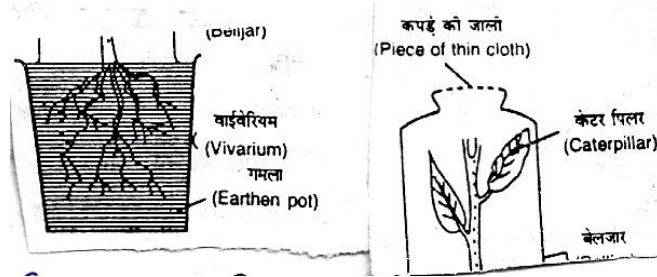 (Belljar)
वाईवेरियम
(Vivarium)
गमला
(Earthen pot)
कपड़े की जाली
(Piece of thin cloth)
केटर पिलर
(Caterpillar)
बेलजार